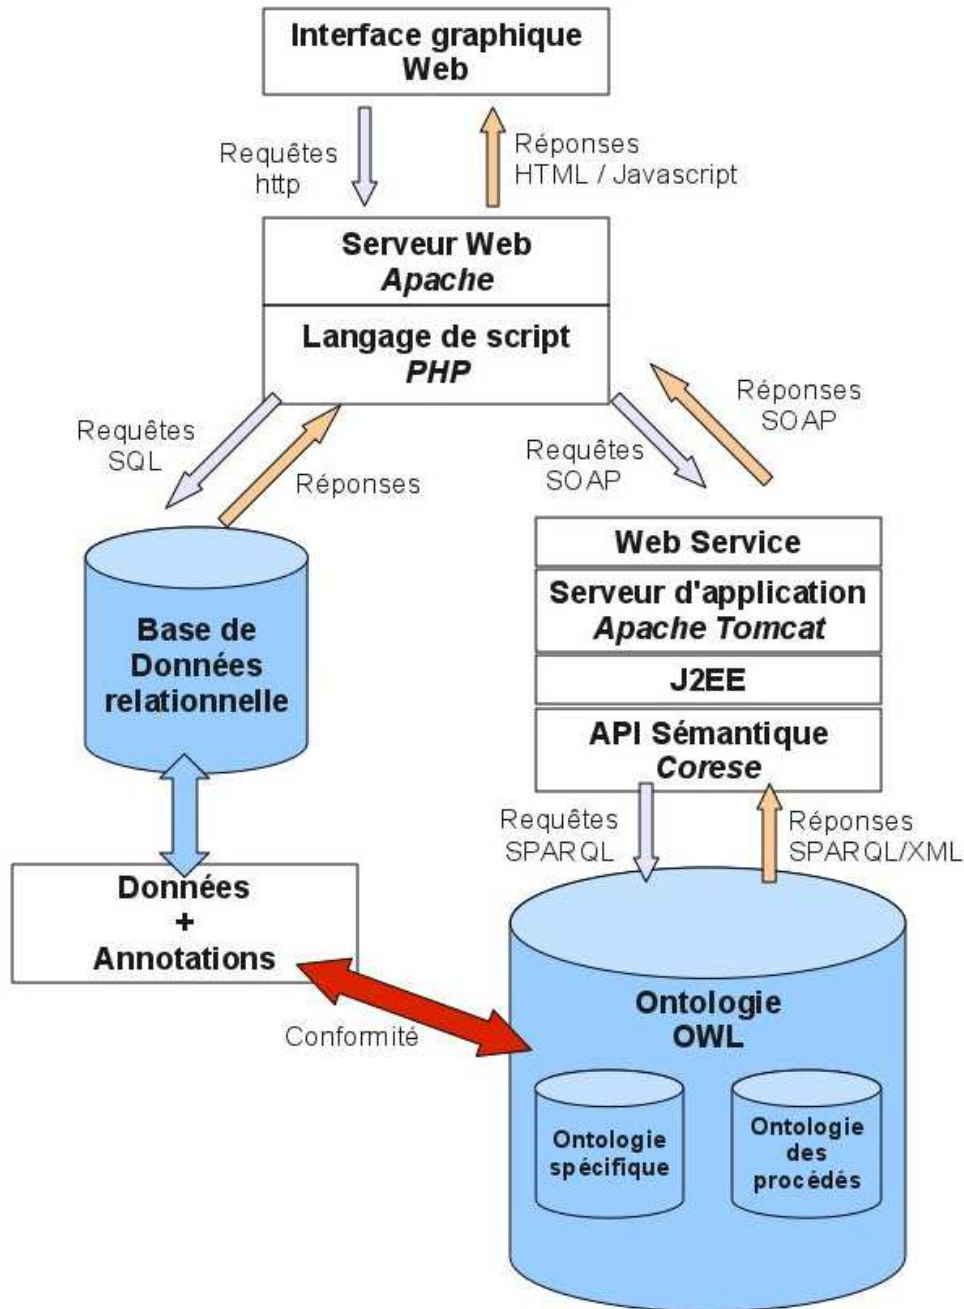 Interface graphique
Web
Requêtes
http
Réponses
HTML / Javascript
Serveur Web
Apache
Langage de script
PHP
Requêtes
SQL
Réponses
Requêtes
SOAP
Réponses
SOAP
Base de
Données
relationnelle
Web Service
Serveur d'application
Apache Tomcat
J2EE
API Sémantique
Corese
Requêtes
SPARQL
Réponses
SPARQL/XML
Données
+
Annotations
Conformité
Ontologie
OWL
Ontologie
spécifique
Ontologie
des
procédés